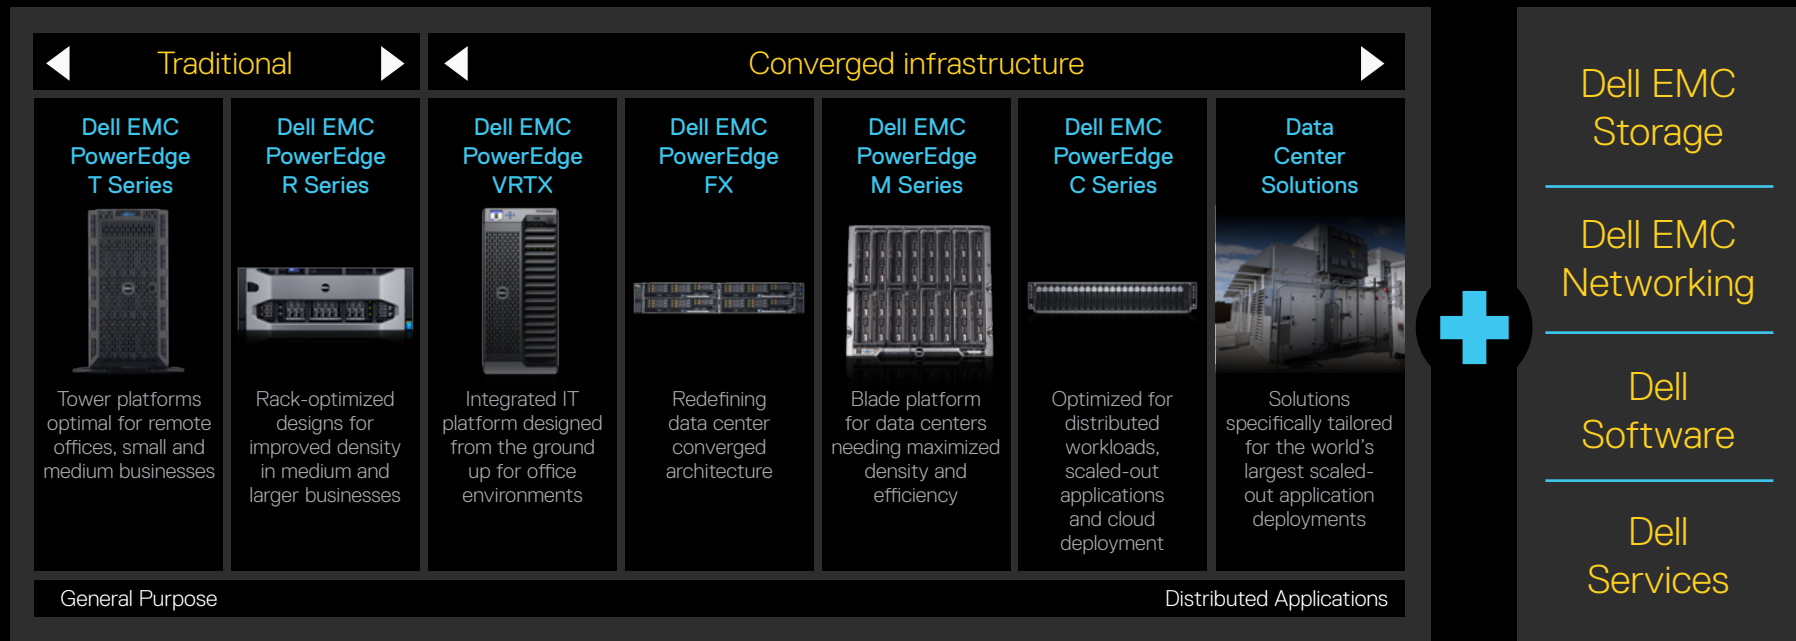 Traditional
Converged infrastructure
Dell EMC
PowerEdge
T Series
Tower platforms
optimal for remote
offices, small and
medium businesses
Dell EMC
PowerEdge
R Series
Rack-optimized
designs for
improved density
in medium and
larger businesses
Dell EMC
PowerEdge
VRTX
Integrated IT
platform designed
from the ground
up for office
environments
Dell EMC
PowerEdge
FX
Redefining
data center
converged
architecture
Dell EMC
PowerEdge
M Series
Blade platform
for data centers
needing maximized
density and
efficiency
Dell EMC
PowerEdge
C Series
Optimized for
distributed
workloads,
scaled-out
applications
and cloud
deployment
Data
Center
Solutions
Solutions
specifically tailored
for the world's
largest scaled-
out application
deployments
General Purpose
Distributed Applications
Dell EMC
Storage
Dell EMC
Networking
Dell
Software
Dell
Services